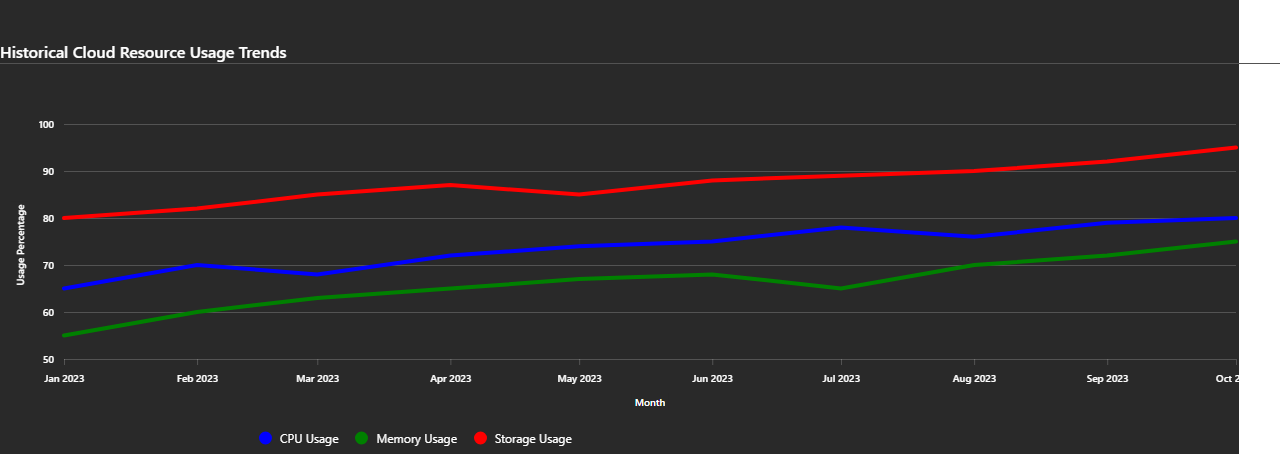 Historical Cloud Resource Usage Trends
100
90
80
70
60
50
Usage Percentage
Jan 2023 Feb 2023 Mar 2023 Apr 2023 May 2023 Jun 2023 Jul 2023 Aug 2023 Sep 2023 Oct 2
Month
CPU Usage Memory Usage Storage Usage